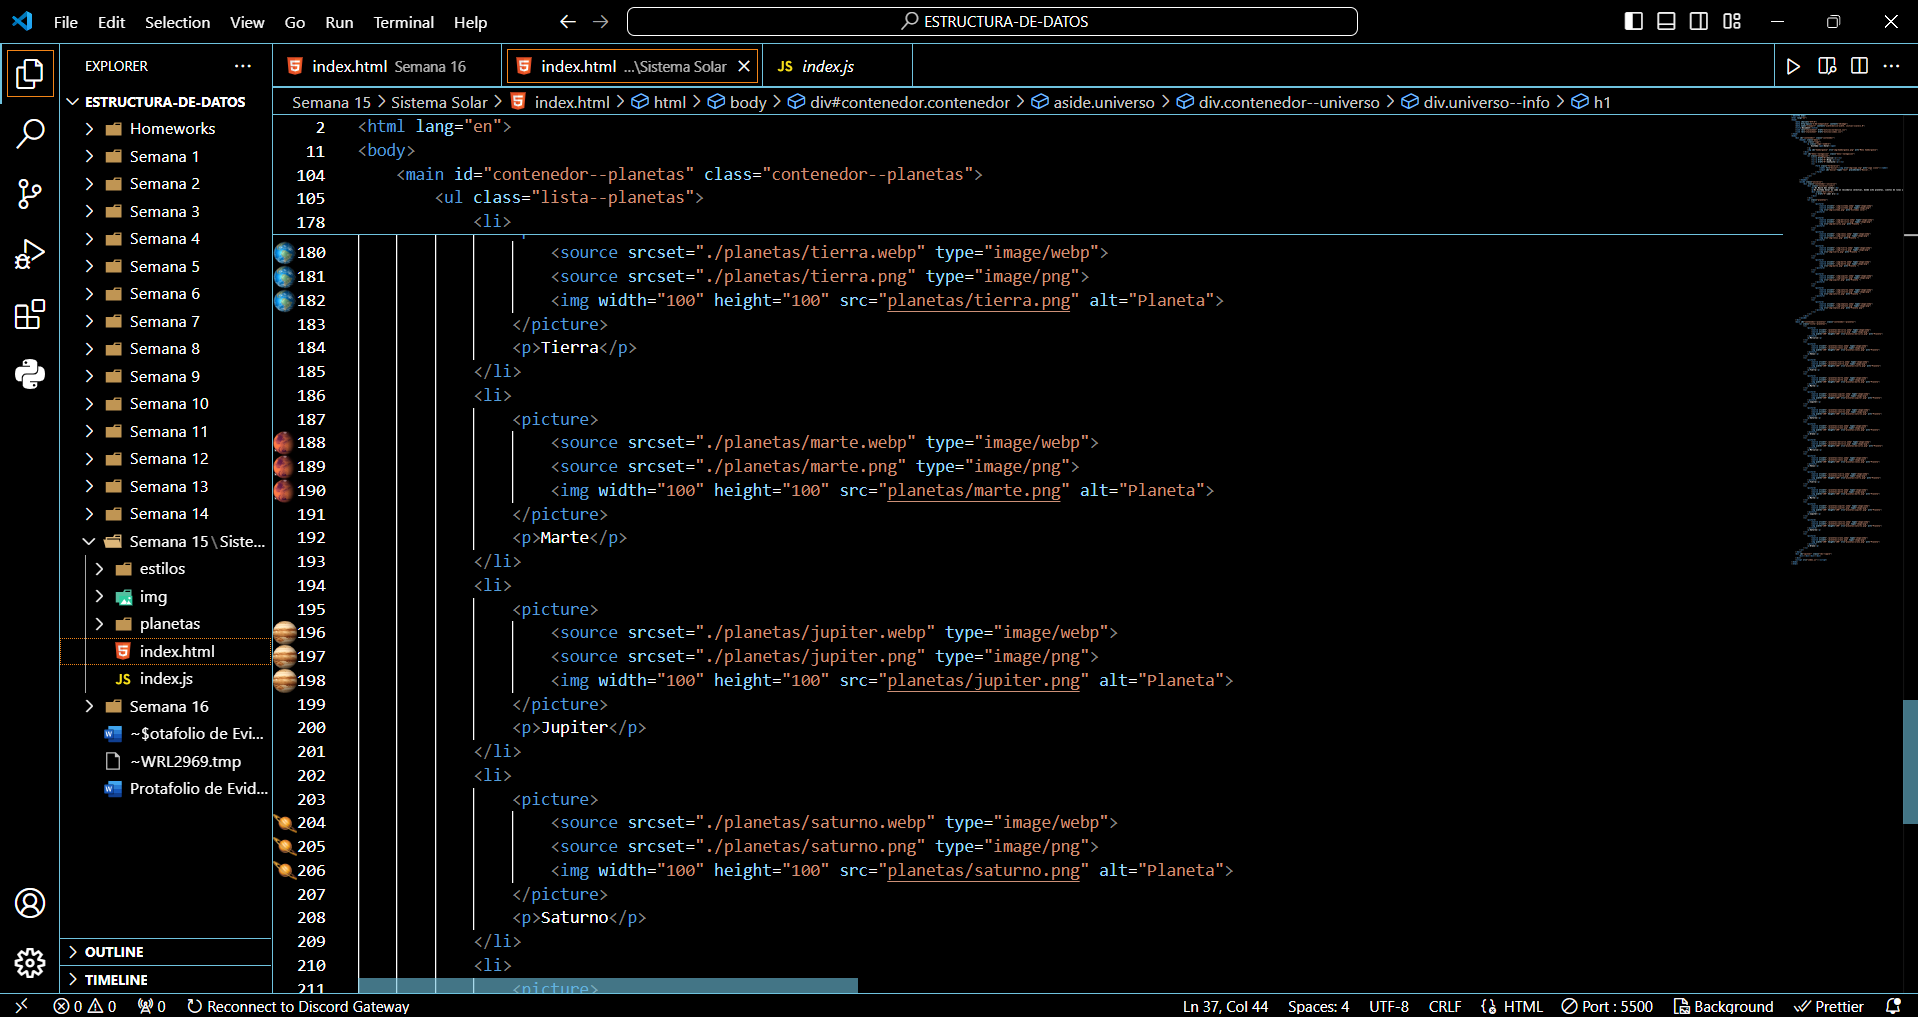 File Edit Selection View Go Run Terminal Help
ESTRUCTURA-DE-DATOS
EXPLORER
ESTRUCTURA-DE-DATOS
Homeworks
Semana 1
Semana 2
Semana 3
Semana 4
Semana 5
Semana 6
Semana 7
Semana 8
Semana 9
Semana 10
Semana 11
Semana 12
Semana 13
Semana 14
Semana 15\Siste...
estilos
img
planetas
index.html
JS index.js
Semana 16
~$otafolio de Evi...
~WRL2969.tmp
Protafolio de Evid...
OUTLINE
TIMELINE
index.html Semana 16
index.html ...\Sistema Solar
JS index.js
Semana 15 > Sistema Solar > index.html > html > body > div#contenedor.contenedor > aside.universo > div.contenedor--universo > div.universo--info > h1
2 <html lang="en">
11 <body>
104 <main id="contenedor--planetas" class="contenedor--planetas">
105 <ul class="lista--planetas">
178 <li>
180 <source srcset="./planetas/tierra.webp" type="image/webp">
181 <source srcset="./planetas/tierra.png" type="image/png">
182 <img width="100" height="100" src="planetas/tierra.png" alt="Planeta">
183 </picture>
184 <p>Tierra</p>
185 </li>
186 <li>
187 <picture>
188 <source srcset="./planetas/marte.webp" type="image/webp">
189 <source srcset="./planetas/marte.png" type="image/png">
190 <img width="100" height="100" src="planetas/marte.png" alt="Planeta">
191 </picture>
192 <p>Marte</p>
193 </li>
194 <li>
195 <picture>
196 <source srcset="./planetas/jupiter.webp" type="image/webp">
197 <source srcset="./planetas/jupiter.png" type="image/png">
198 <img width="100" height="100" src="planetas/jupiter.png" alt="Planeta">
199 </picture>
200 <p>Jupiter</p>
201 </li>
202 <li>
203 <picture>
204 <source srcset="./planetas/saturno.webp" type="image/webp">
205 <source srcset="./planetas/saturno.png" type="image/png">
206 <img width="100" height="100" src="planetas/saturno.png" alt="Planeta">
207 </picture>
208 <p>Saturno</p>
209 </li>
210 <li>
211 <picture>
0 0 0 Reconnect to Discord Gateway
Ln 37, Col 44 Spaces: 4 UTF-8 CRLF {} HTML Port : 5500 Background Prettier